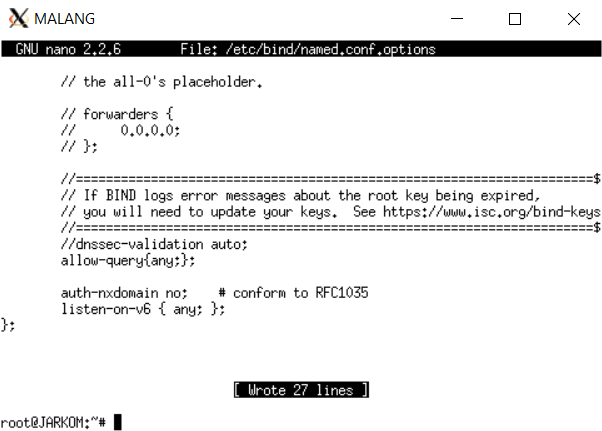 MALANG
GNU nano 2.2.6 File: /etc/bind/named.conf.options
// the all-0's placeholder.
// forwarders {
// 0.0.0.0;
// };
//======================================================================$
// If BIND logs error messages about the root key being expired,
// you will need to update your keys. See https://www.isc.org/bind-keys
//======================================================================$
//dnssec-validation auto;
allow-query{any;};
auth-nxdomain no; # conform to RFC1035
listen-on-v6 { any; };
};
[ Wrote 27 lines ]
root@JARKOM:~#